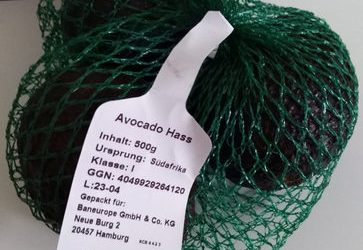 Avocado Hass
Inhalt: 500g
Ursprung: Südafrika
Klasse: I
GGN: 4049929264120
L:23-04
Gepackt für:
Baneurope GmbH & Co. KG
Neue Burg 2
20457 Hamburg